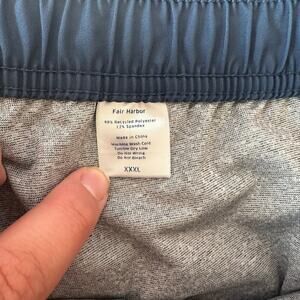 Fair Harbor
88% Recycled Polyester
12% Spandex
Made in China
Machine Wash Cold
Tumble Dry Low
Do Not Wring
Do Not Bleach
XXXL